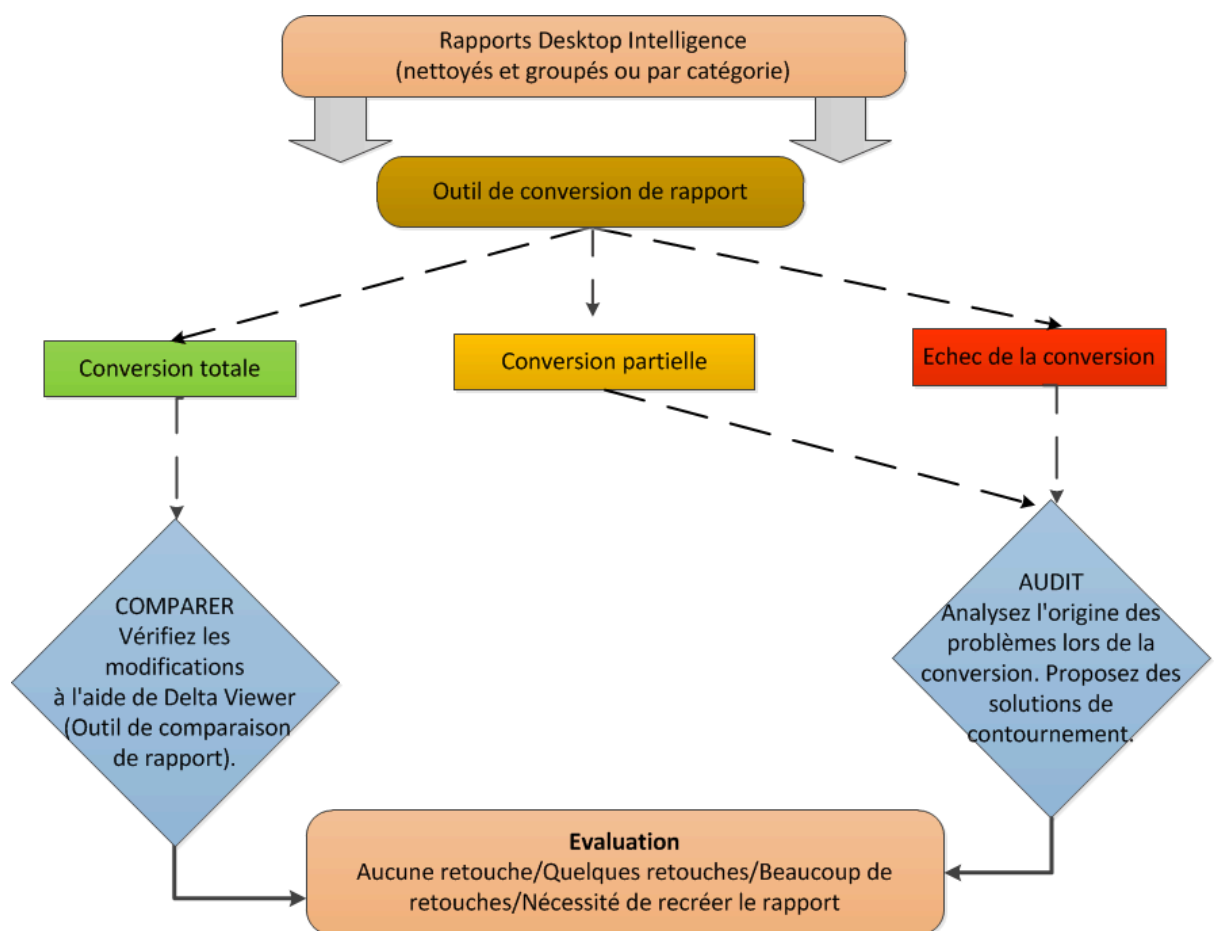 Rapports Desktop Intelligence
(nettoyés et groupés ou par catégorie)
Outil de conversion de rapport
Conversion totale
Conversion partielle
Echec de la conversion
COMPARER
Vérifiez les
modifications
à l'aide de Delta Viewer
(Outil de comparaison
de rapport).
AUDIT
Analysez l'origine des
problèmes lors de la
conversion. Proposez des
solutions de
contournement.
Evaluation
Aucune retouche/Quelques retouches/Beaucoup de
retouches/Nécessité de recréer le rapport